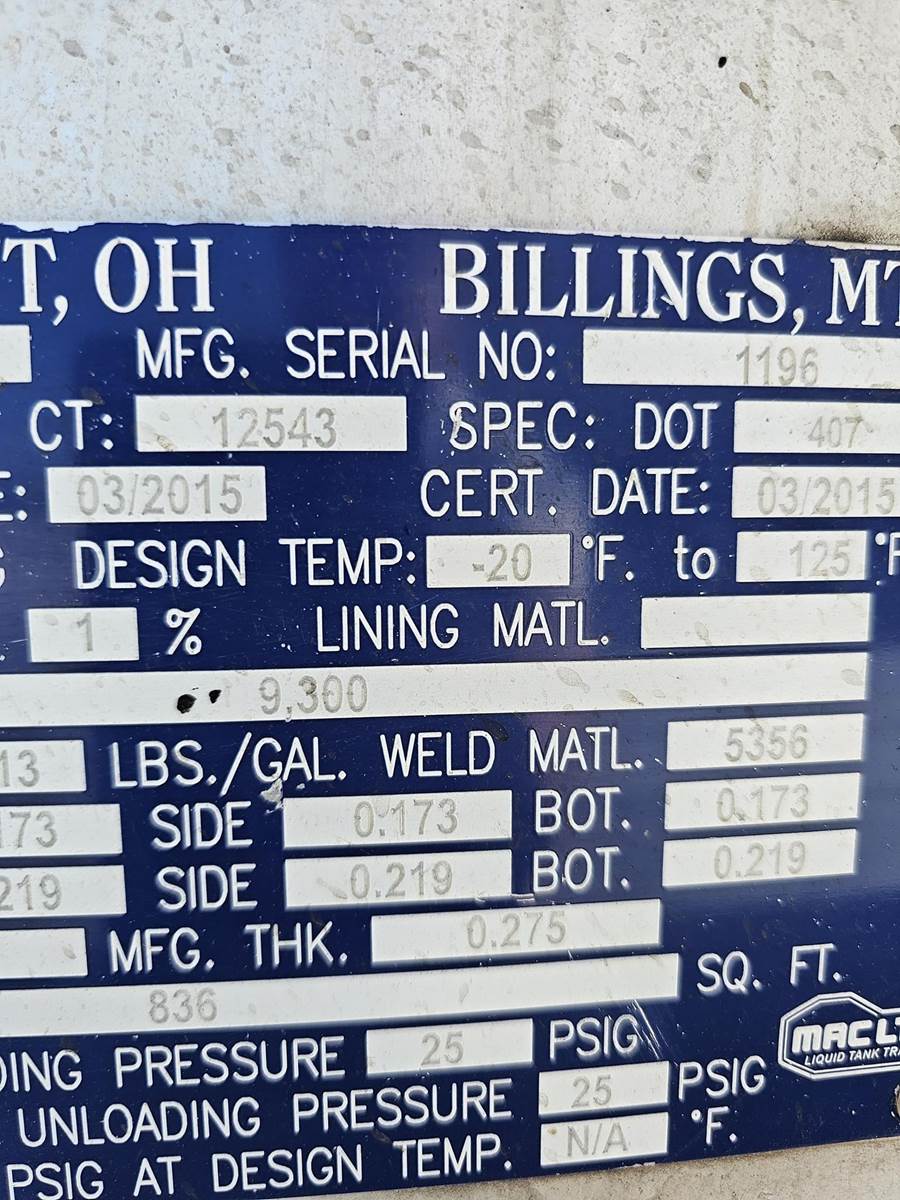 T, OH BILLINGS, MT
MFG. SERIAL NO: 1196
CT: 12543 SPEC: DOT 407
E: 03/2015 CERT. DATE: 03/2015
G DESIGN TEMP: -20 °F. to 125 °F
1 % LINING MATL.
9,300
13 LBS./GAL. WELD MATL. 5356
173 SIDE 0.173 BOT. 0.173
219 SIDE 0.219 BOT. 0.219
MFG. THK. 0.275
836 SQ. FT.
DING PRESSURE 25 PSIG
UNLOADING PRESSURE 25 PSIG
PSIG AT DESIGN TEMP. N/A °F.
MAC LT
LIQUID TANK TRA